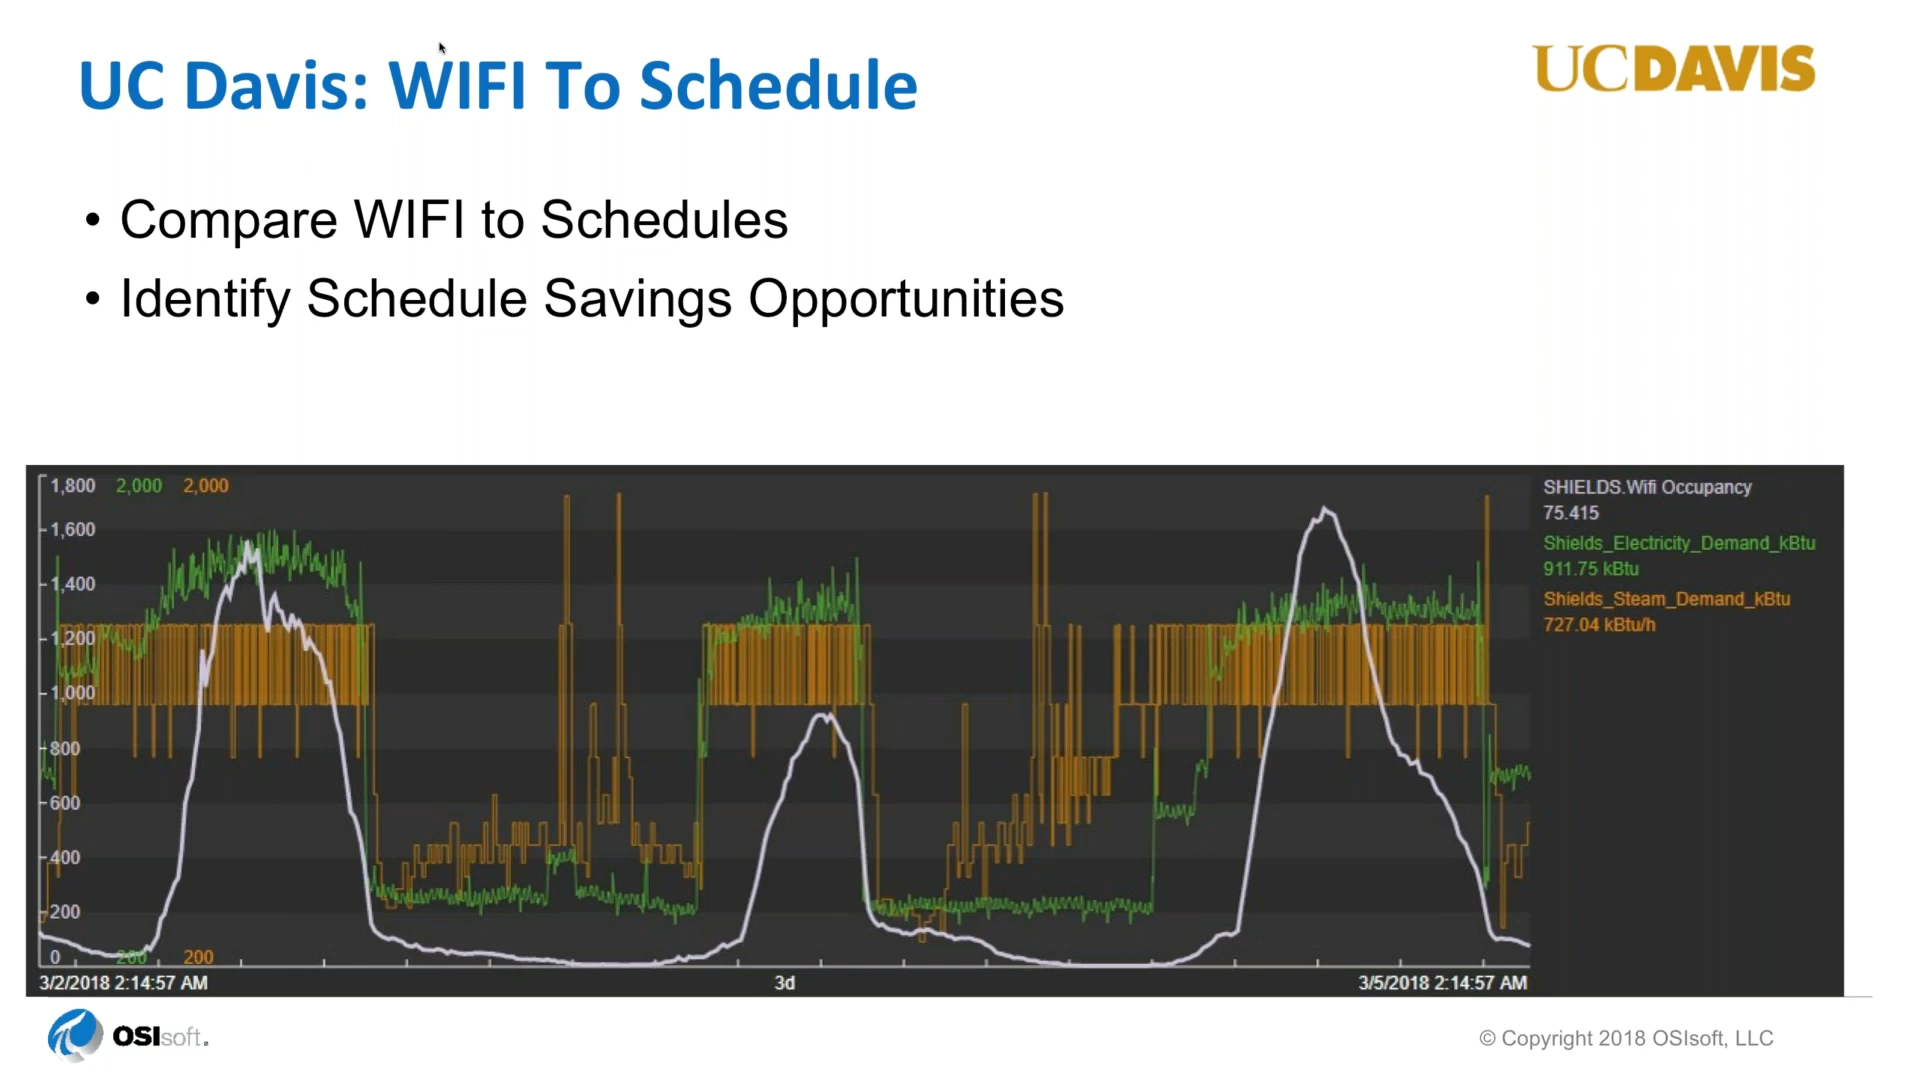 UC Davis: WIFI To Schedule
UCDAVIS
• Compare WIFI to Schedules
• Identify Schedule Savings Opportunities
1,800 2,000 2,000
1,600
1,400
1,200
1,000
800
600
400
200
0 200 200
3/2/2018 2:14:57 AM 3d 3/5/2018 2:14:57 AM
SHIELDS.Wifi Occupancy
75.415
Shields_Electricity_Demand_kBtu
911.75 kBtu
Shields_Steam_Demand_kBtu
727.04 kBtu/h
OSIsoft.
© Copyright 2018 OSIsoft, LLC